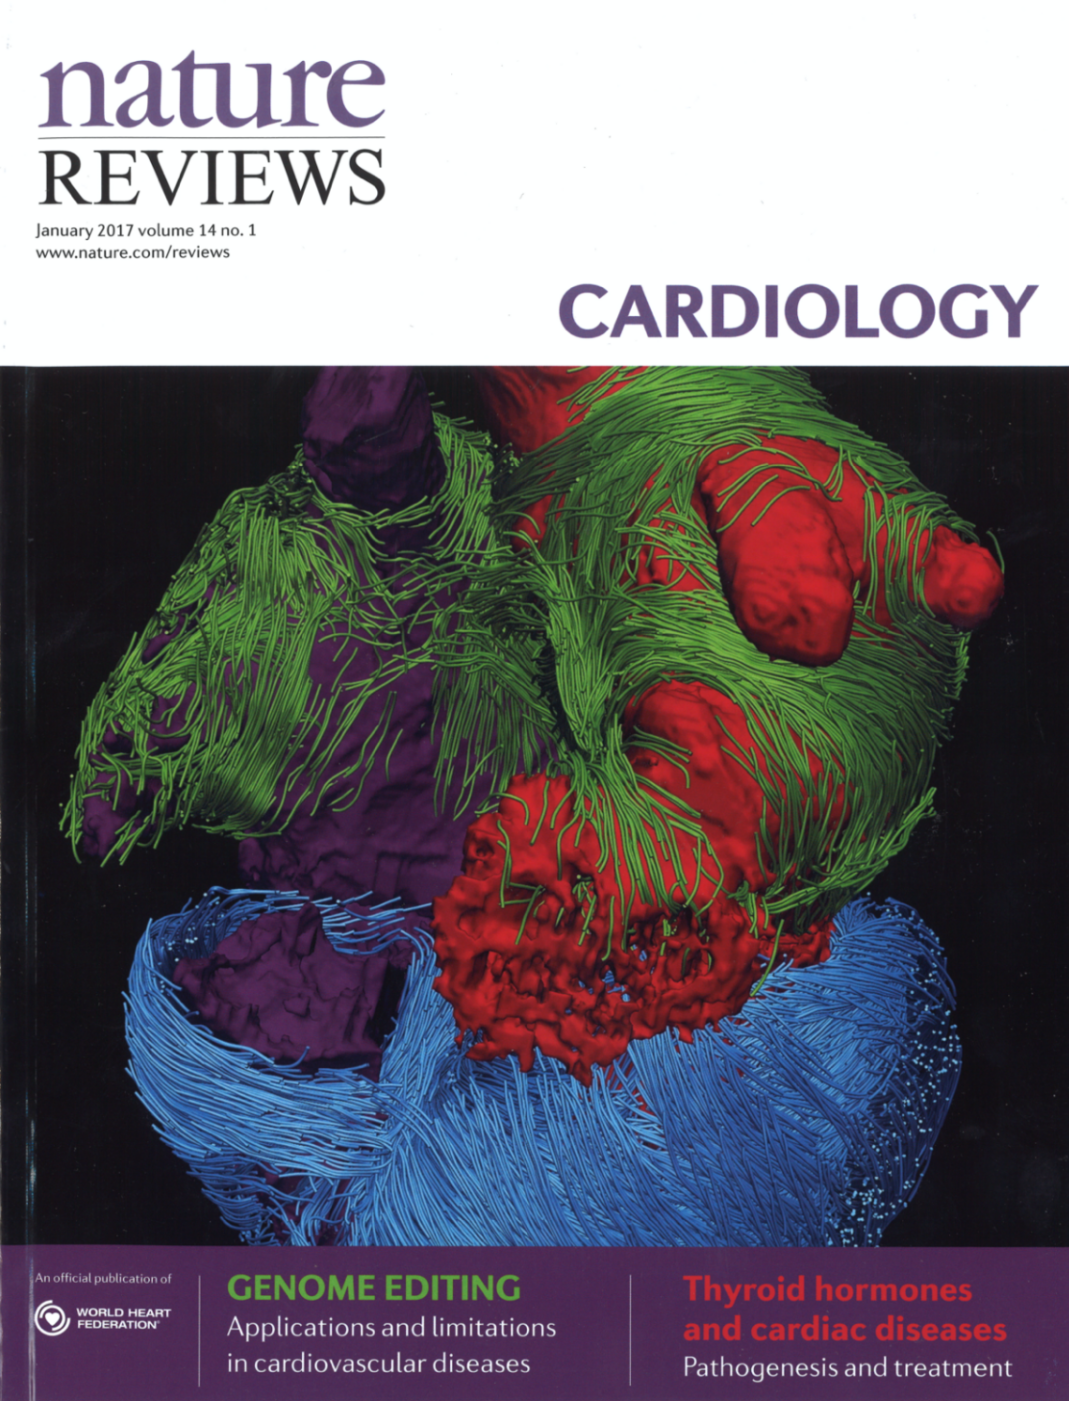 nature
REVIEWS
January 2017 volume 14 no. 1
www.nature.com/reviews
CARDIOLOGY
An official publication of
WORLD HEART
FEDERATION®
GENOME EDITING
Applications and limitations
in cardiovascular diseases
Thyroid hormones
and cardiac diseases
Pathogenesis and treatment